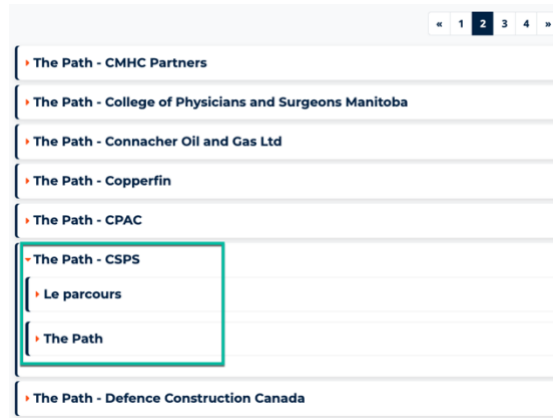 « 1 2 3 4 »
The Path - CMHC Partners
The Path - College of Physicians and Surgeons Manitoba
The Path - Connacher Oil and Gas Ltd
The Path - Copperfin
The Path - CPAC
The Path - CSPS
Le parcours
The Path
The Path - Defence Construction Canada